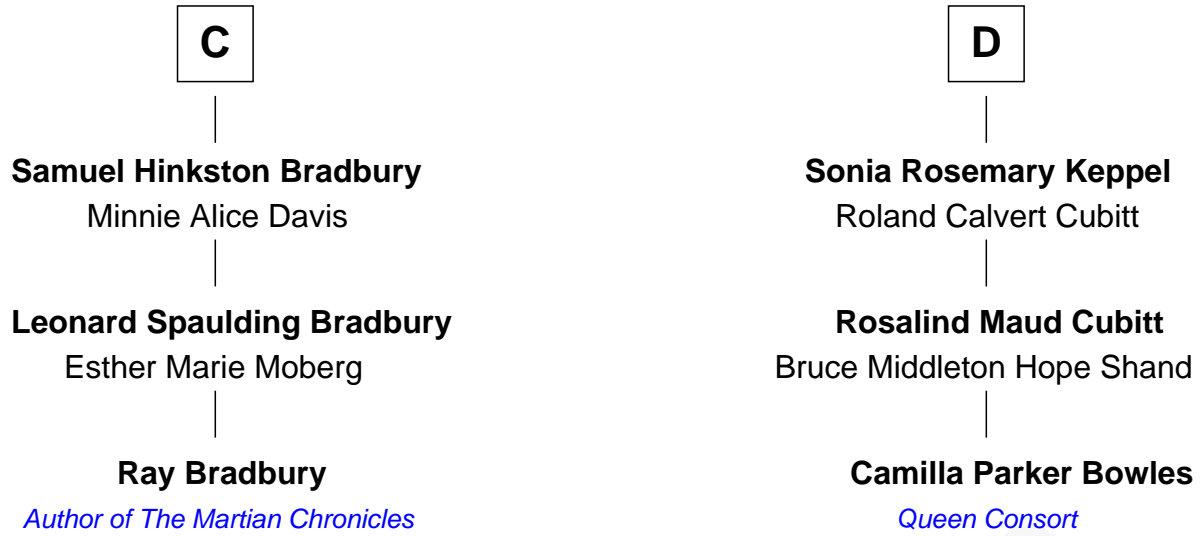 C
Samuel Hinkston Bradbury
Minnie Alice Davis
Leonard Spaulding Bradbury
Esther Marie Moberg
Ray Bradbury
Author of The Martian Chronicles
D
Sonia Rosemary Keppel
Roland Calvert Cubitt
Rosalind Maud Cubitt
Bruce Middleton Hope Shand
Camilla Parker Bowles
Queen Consort